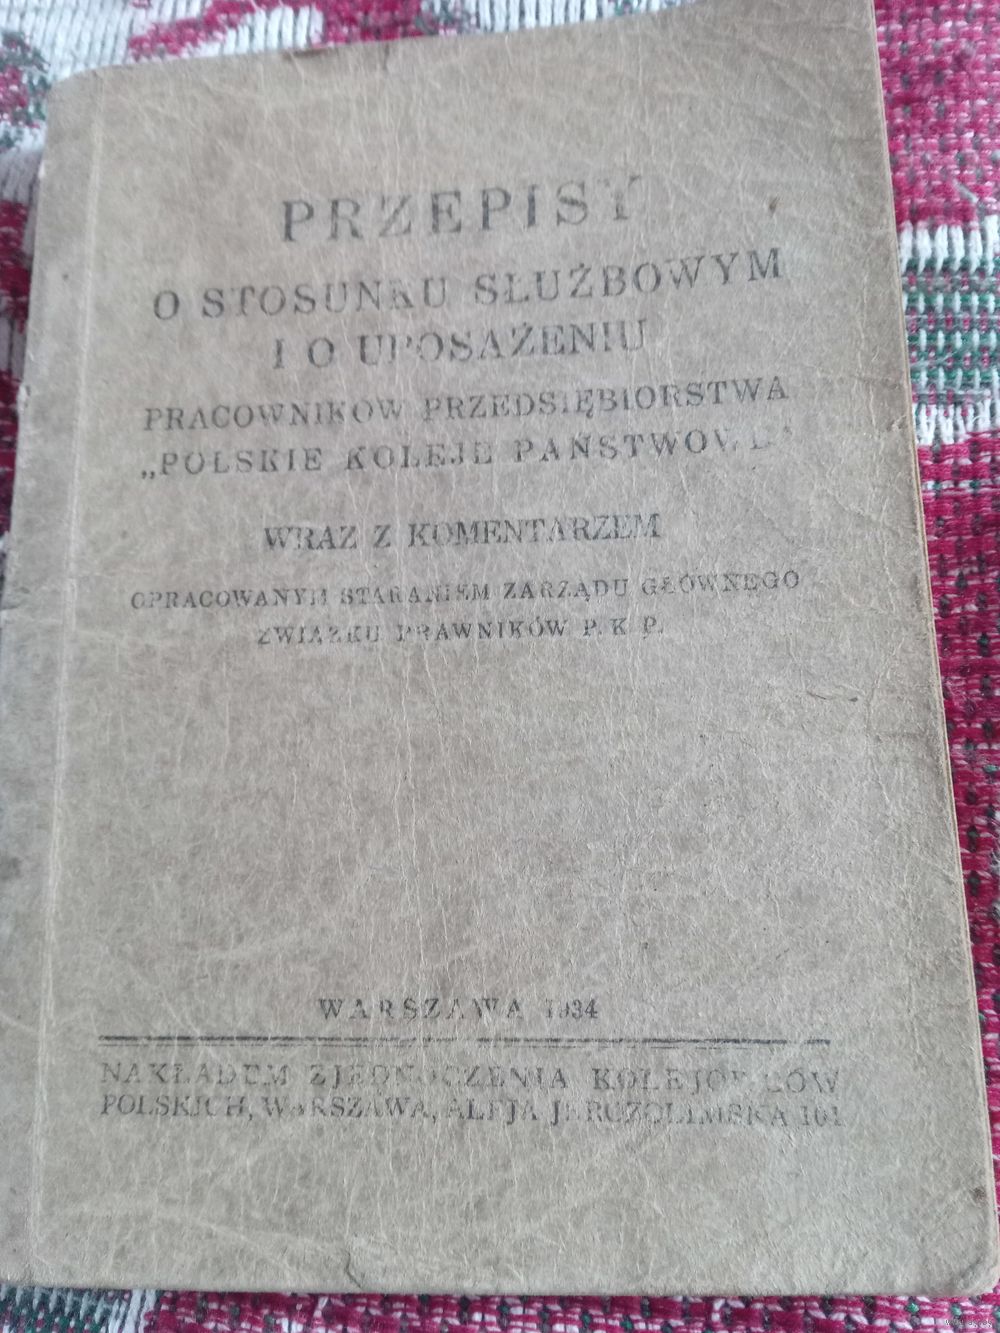 PRZEPISY
O STOSUNKU SŁUŻBOWYM
I O UPOSAŻENIU
PRACOWNIKÓW PRZEDSIĘBIORSTWA
„POLSKIE KOLEJE PAŃSTWOWE"
WRAZ Z KOMENTARZEM
OPRACOWANYM STARANIEM ZARZĄDU GŁÓWNEGO
ZWIĄZKU PRAWNIKÓW P. K. P.
WARSZAWA 1934
NAKŁADEM ZJEDNOCZENIA KOLEJOWCÓW
POLSKICH, WARSZAWA, ALEJA JEROZOLIMSKA 101